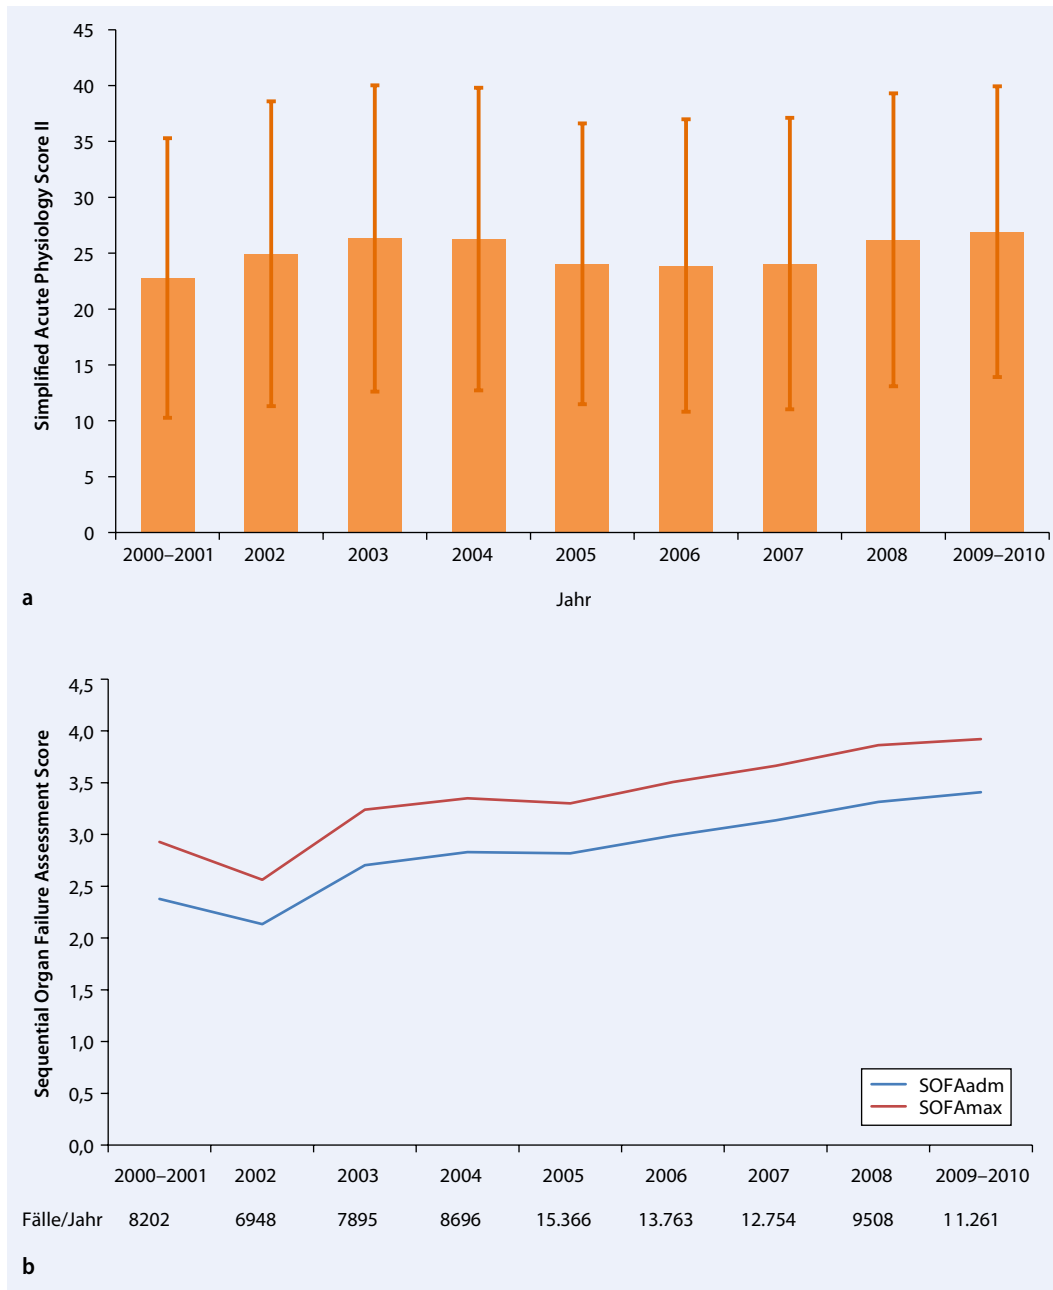 45
40
35
30
25
20
15
10
5
0
Simplified Acute Physiology Score II
2000–2001 2002 2003 2004 2005 2006 2007 2008 2009–2010
Jahr
a
4,5
4,0
3,5
3,0
2,5
2,0
1,5
1,0
0,5
0,0
Sequential Organ Failure Assessment Score
SOFAadm
SOFAmax
2000–2001 2002 2003 2004 2005 2006 2007 2008 2009–2010
Fälle/Jahr 8202 6948 7895 8696 15.366 13.763 12.754 9508 11.261
b